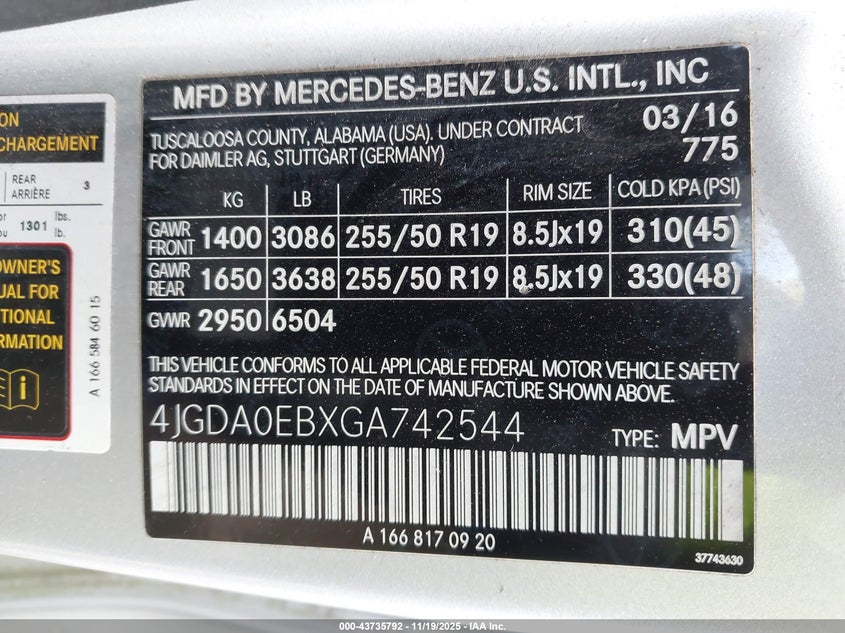 ON
CHARGEMENT
REAR
ARRIÈRE
3
or
1301 lbs.
lb.
OWNER'S
FOR
A 166 584 60 15
MFD BY MERCEDES-BENZ U.S. INTL., INC
TUSCALOOSA COUNTY, ALABAMA (USA). UNDER CONTRACT
FOR DAIMLER AG, STUTTGART (GERMANY)
03/16
775
KG LB TIRES RIM SIZE COLD KPA (PSI)
GAWR
FRONT 1400 3086 255/50 R19 8.5Jx19 310(45)
GAWR
REAR 1650 3638 255/50 R19 8.5Jx19 330(48)
GVWR 2950 6504
THIS VEHICLE CONFORMS TO ALL APPLICABLE FEDERAL MOTOR VEHICLE SAFETY
STANDARDS IN EFFECT ON THE DATE OF MANUFACTURE SHOWN ABOVE.
4JGDA0EBXGA742544
TYPE: MPV
A 166 817 09 20
37743630
000-43735792 - 11/19/2025 - IAA Inc.